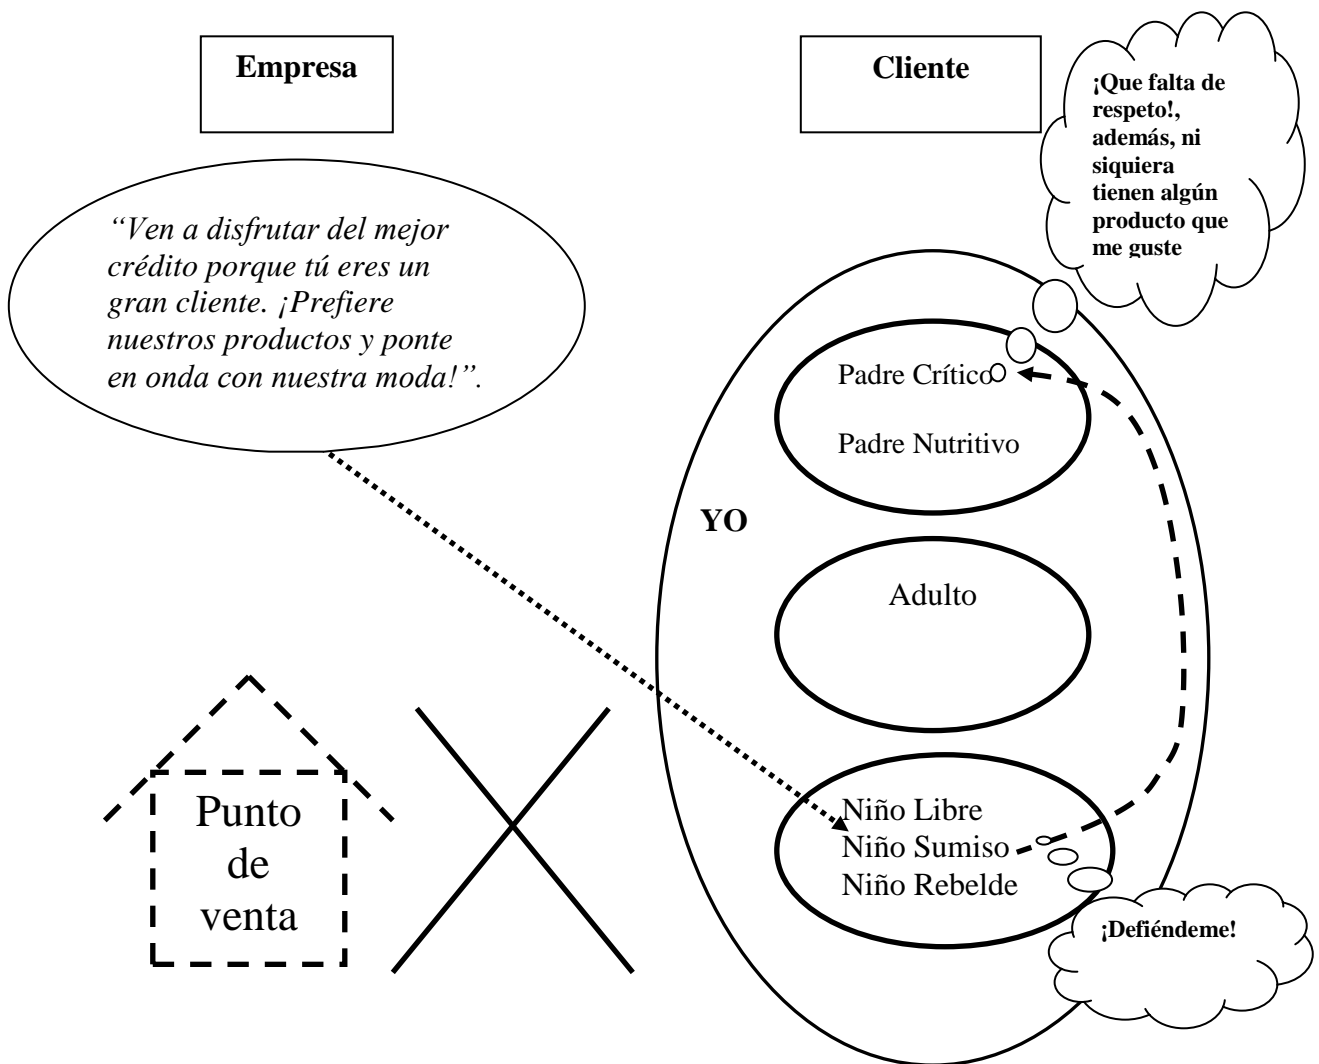 Empresa
Cliente
¡Que falta de
respeto!,
además, ni
siquiera
tienen algún
producto que
me guste
“Ven a disfrutar del mejor
crédito porque tú eres un
gran cliente. ¡Prefiere
nuestros productos y ponte
en onda con nuestra moda!”.
Padre Crítico
Padre Nutritivo
YO
Adulto
Punto
de
venta
Niño Libre
Niño Sumiso
Niño Rebelde
¡Defiéndeme!